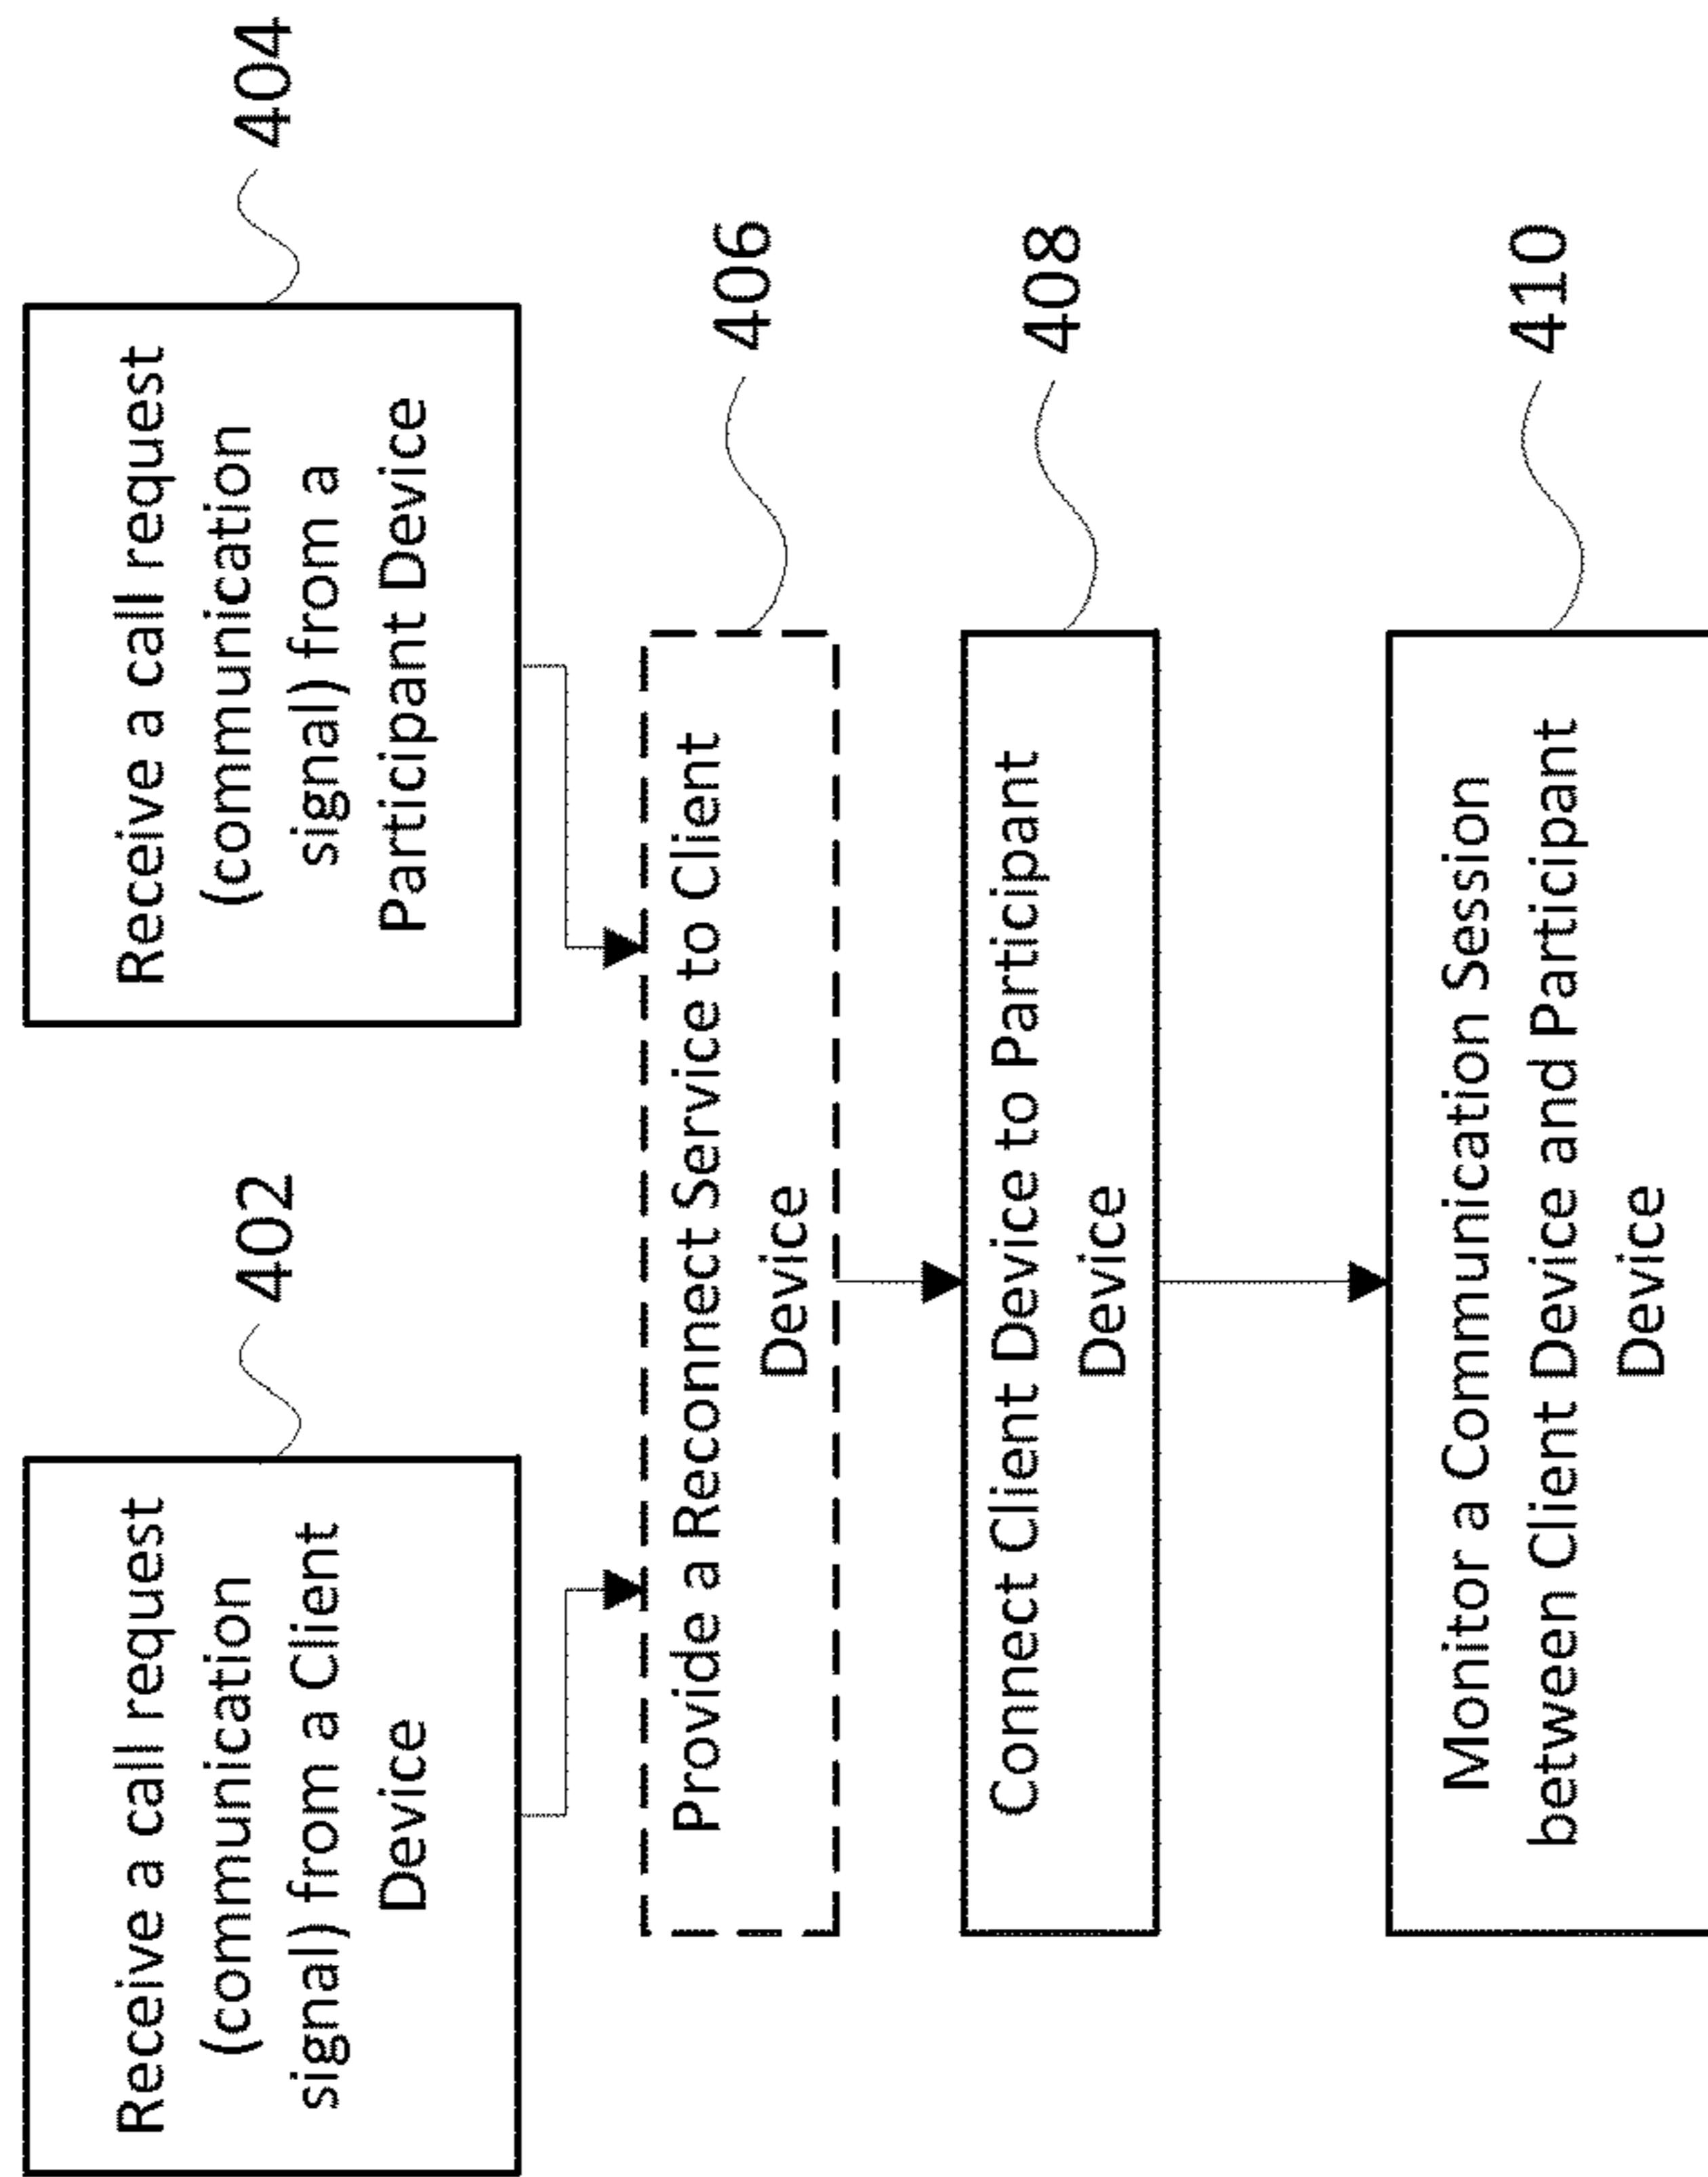 Receive a call request
(communication
signal) from a Client
Device
402
Receive a call request
(communication
signal) from a
Participant Device
404
Provide a Reconnect Service to Client
Device
406
Connect Client Device to Participant
Device
408
Monitor a Communication Session
between Client Device and Participant
Device
410